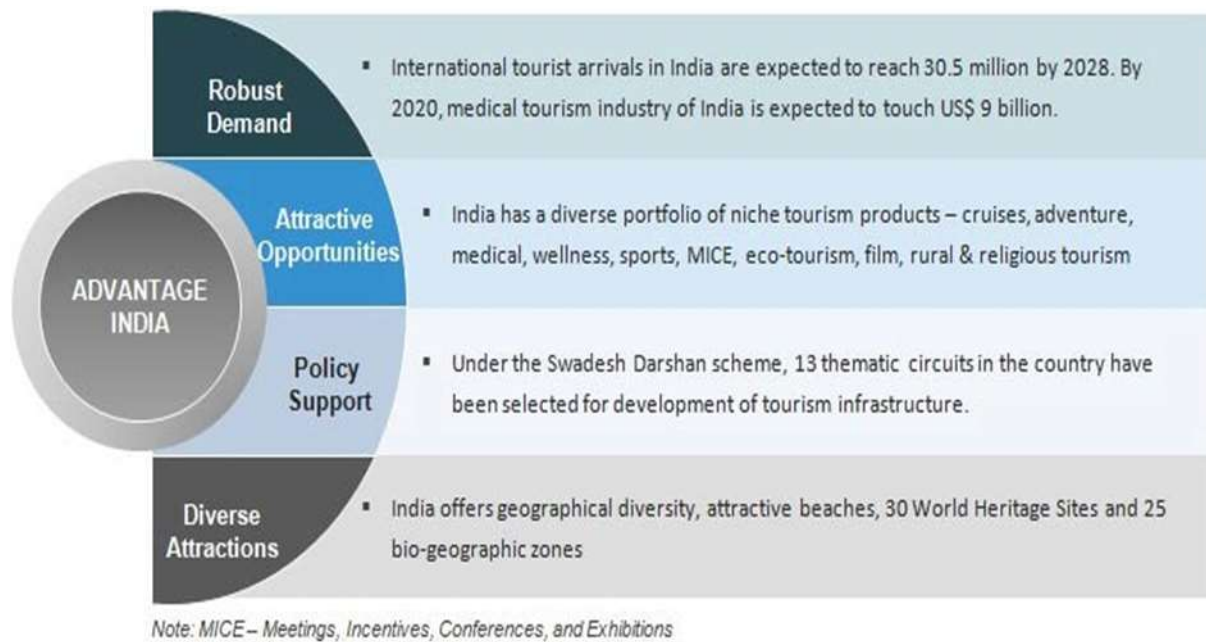 Robust
Demand
▪ International tourist arrivals in India are expected to reach 30.5 million by 2028. By
2020, medical tourism industry of India is expected to touch US$ 9 billion.
ADVANTAGE
INDIA
Attractive
Opportunities
▪ India has a diverse portfolio of niche tourism products – cruises, adventure,
medical, wellness, sports, MICE, eco-tourism, film, rural & religious tourism
Policy
Support
▪ Under the Swadesh Darshan scheme, 13 thematic circuits in the country have
been selected for development of tourism infrastructure.
Diverse
Attractions
▪ India offers geographical diversity, attractive beaches, 30 World Heritage Sites and 25
bio-geographic zones
Note: MICE – Meetings, Incentives, Conferences, and Exhibitions